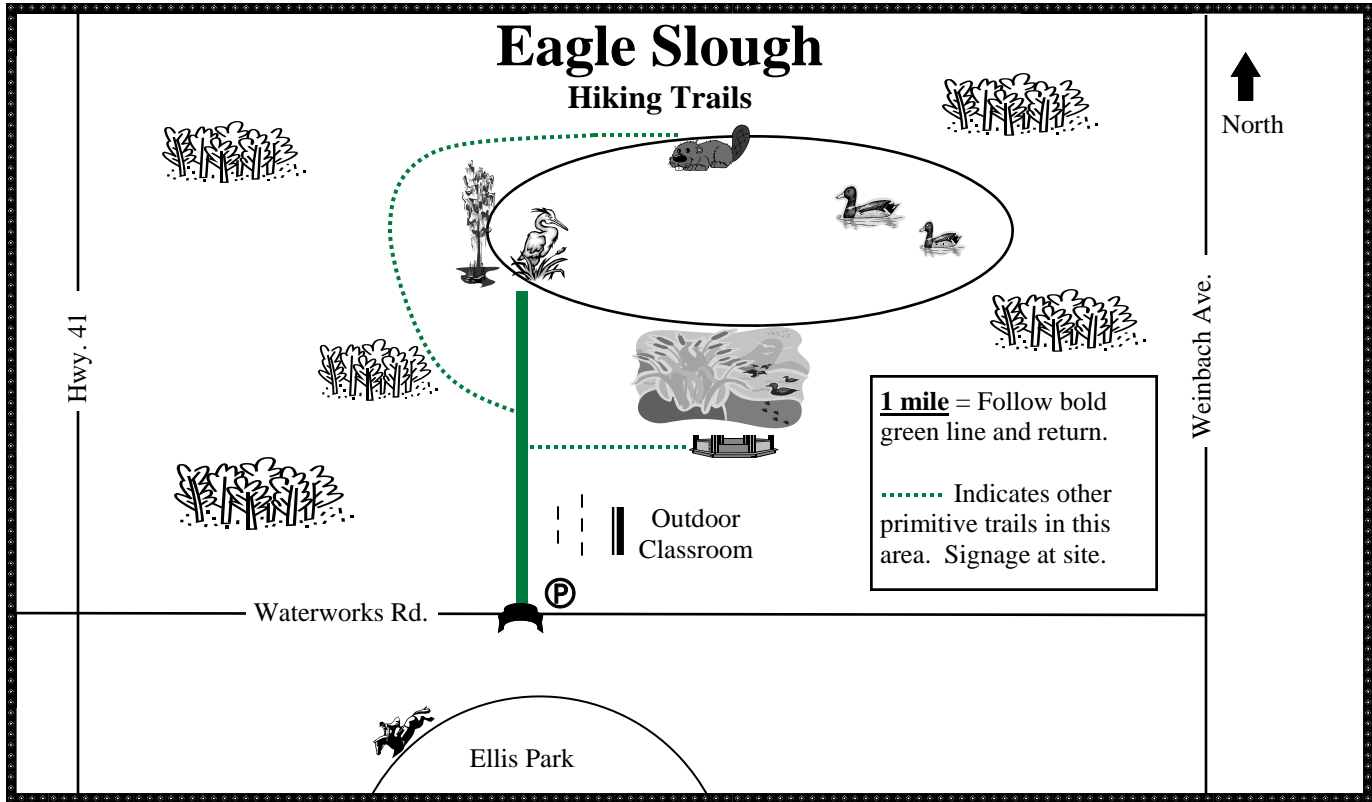 Eagle Slough
Hiking Trails
North
Hwy. 41
Weinbach Ave.
1 mile = Follow bold
green line and return.
Indicates other
primitive trails in this
area.  Signage at site.
Outdoor
Classroom
P
Waterworks Rd.
Ellis Park